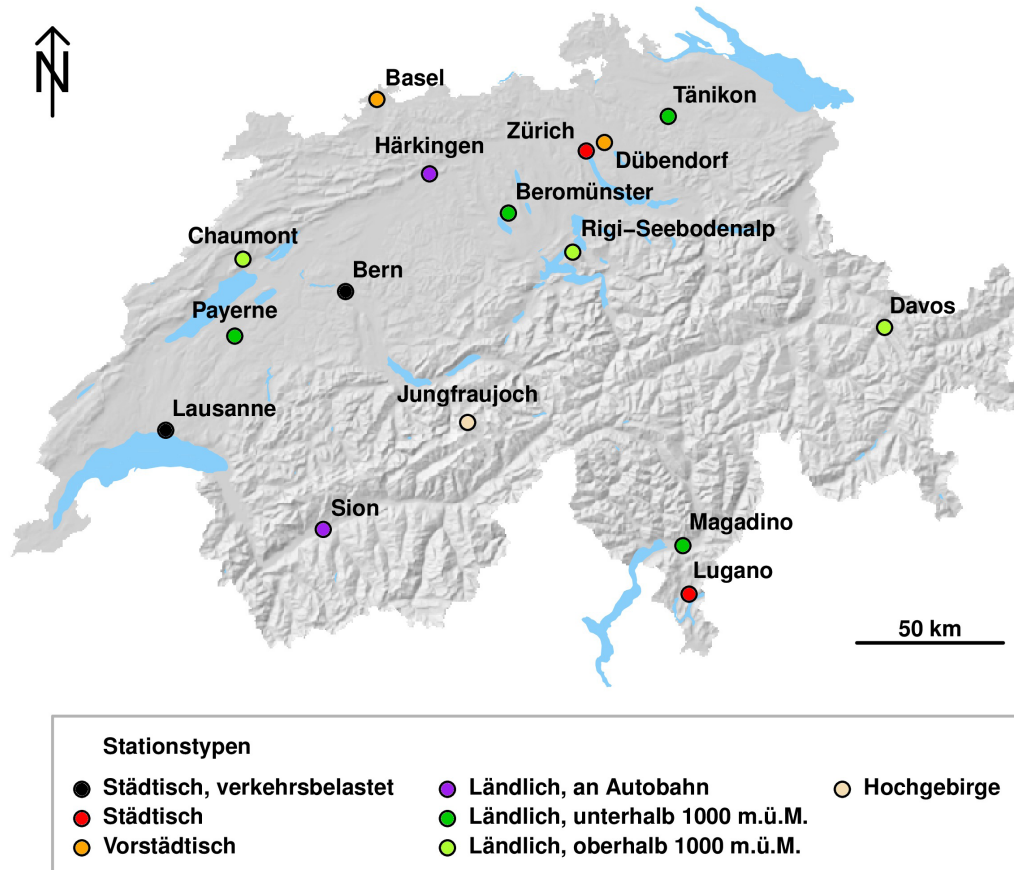 N
Basel
Tänikon
Zürich
Dübendorf
Härkingen
Beromünster
Chaumont
Rigi−Seebodenalp
Bern
Payerne
Davos
Jungfraujoch
Lausanne
Sion
Magadino
Lugano
50 km
Stationstypen
Städtisch, verkehrsbelastet
Städtisch
Vorstädtisch
Ländlich, an Autobahn
Ländlich, unterhalb 1000 m.ü.M.
Ländlich, oberhalb 1000 m.ü.M.
Hochgebirge